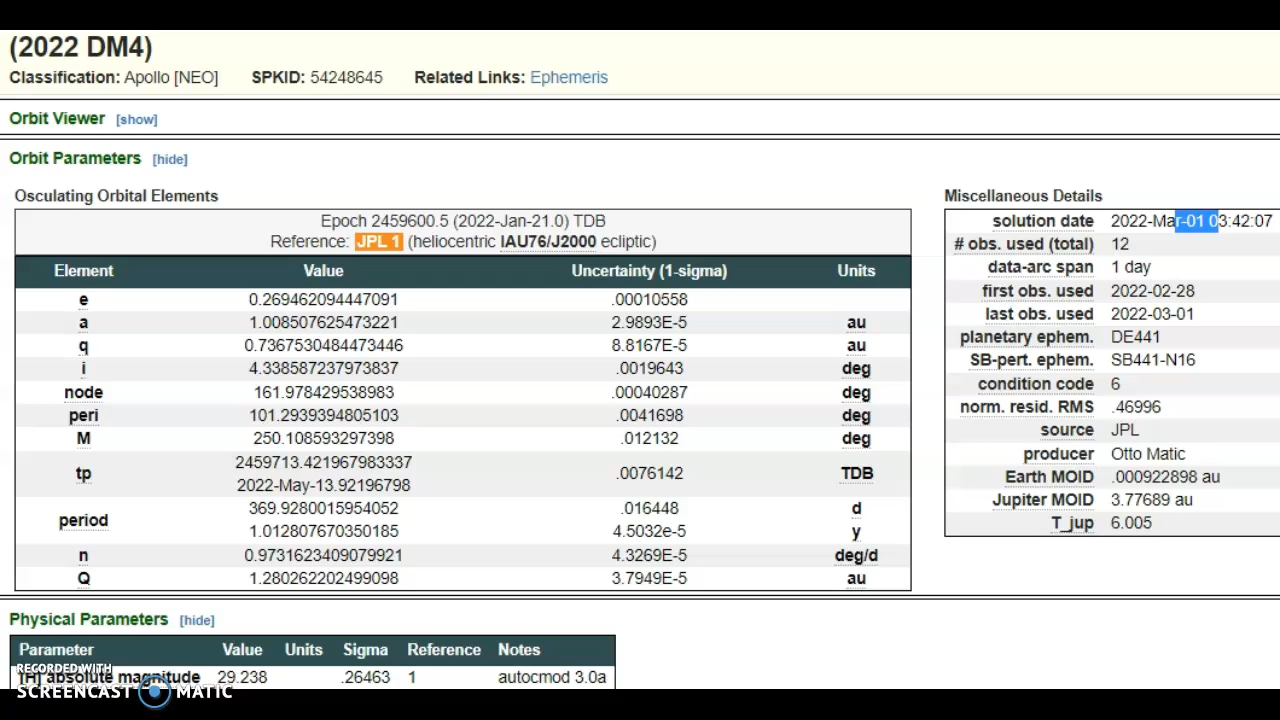 (2022 DM4)
Classification: Apollo [NEO] SPKID: 54248645 Related Links: Ephemeris
Orbit Viewer [show]
Orbit Parameters [hide]
Osculating Orbital Elements
Epoch 2459600.5 (2022-Jan-21.0) TDB
Reference: JPL 1 (heliocentric IAU76/J2000 ecliptic)
Element Value Uncertainty (1-sigma) Units
e 0.269462094447091 .00010558
a 1.008507625473221 2.9893E-5 au
q 0.7367530484473446 8.8167E-5 au
i 4.338587237973837 .0019643 deg
node 161.978429538983 .00040287 deg
peri 101.2939394805103 .0041698 deg
M 250.108593297398 .012132 deg
tp 2459713.421967983337 .0076142 TDB
2022-May-13.92196798
period 369.9280015954052 .016448 d
1.012807670350185 4.5032e-5 y
n 0.9731623409079921 4.3269E-5 deg/d
Q 1.280262202499098 3.7949E-5 au
Miscellaneous Details
solution date 2022-Mar-01 03:42:07
# obs. used (total) 12
data-arc span 1 day
first obs. used 2022-02-28
last obs. used 2022-03-01
planetary ephem. DE441
SB-pert. ephem. SB441-N16
condition code 6
norm. resid. RMS .46996
source JPL
producer Otto Matic
Earth MOID .000922898 au
Jupiter MOID 3.77689 au
T_jup 6.005
Physical Parameters [hide]
Parameter Value Units Sigma Reference Notes
[H] absolute magnitude 29.238 .26463 1 autocmod 3.0a
RECORDED WITH
SCREENCAST MATIC